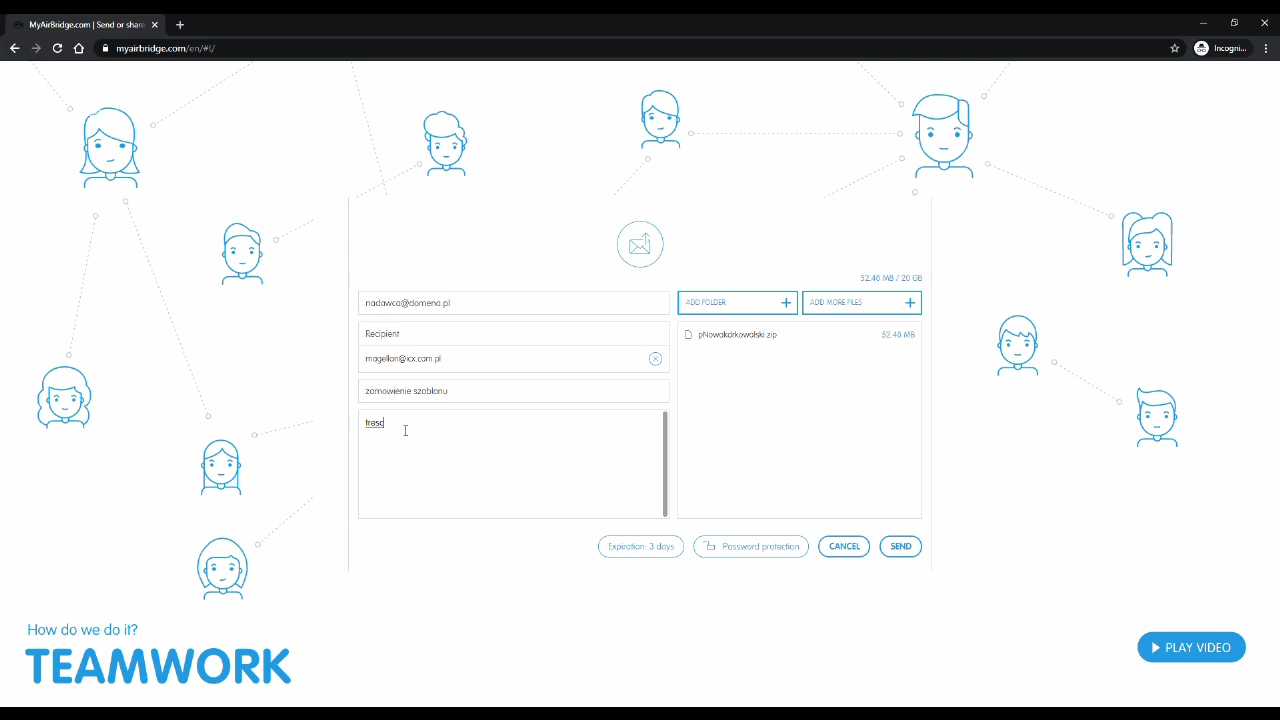 MyAirBridge.com | Send or share
myairbridge.com/en/#!/
Incogni...
52.48 MB / 20 GB
nadawca@domena.pl
ADD FOLDER +
ADD MORE FILES +
Recipient
pNowakdrkowalski.zip
52.48 MB
magellan@icx.com.pl
zamowienie szablonu
tresc
Expiration: 3 days
Password protection
CANCEL
SEND
How do we do it?
TEAMWORK
PLAY VIDEO